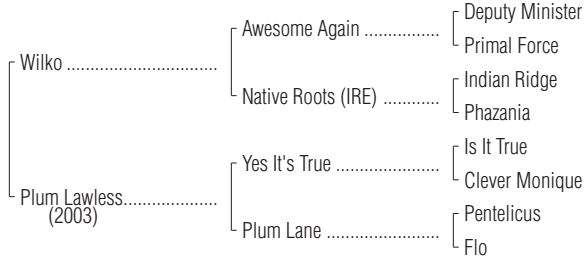 Deputy Minister
Awesome Again ................
Primal Force
Wilko ................................
Indian Ridge
Native Roots (IRE) ............
Phazania
Is It True
Yes It's True ......................
Clever Monique
Plum Lawless....................
(2003)
Pentelicus
Plum Lane ........................
Flo